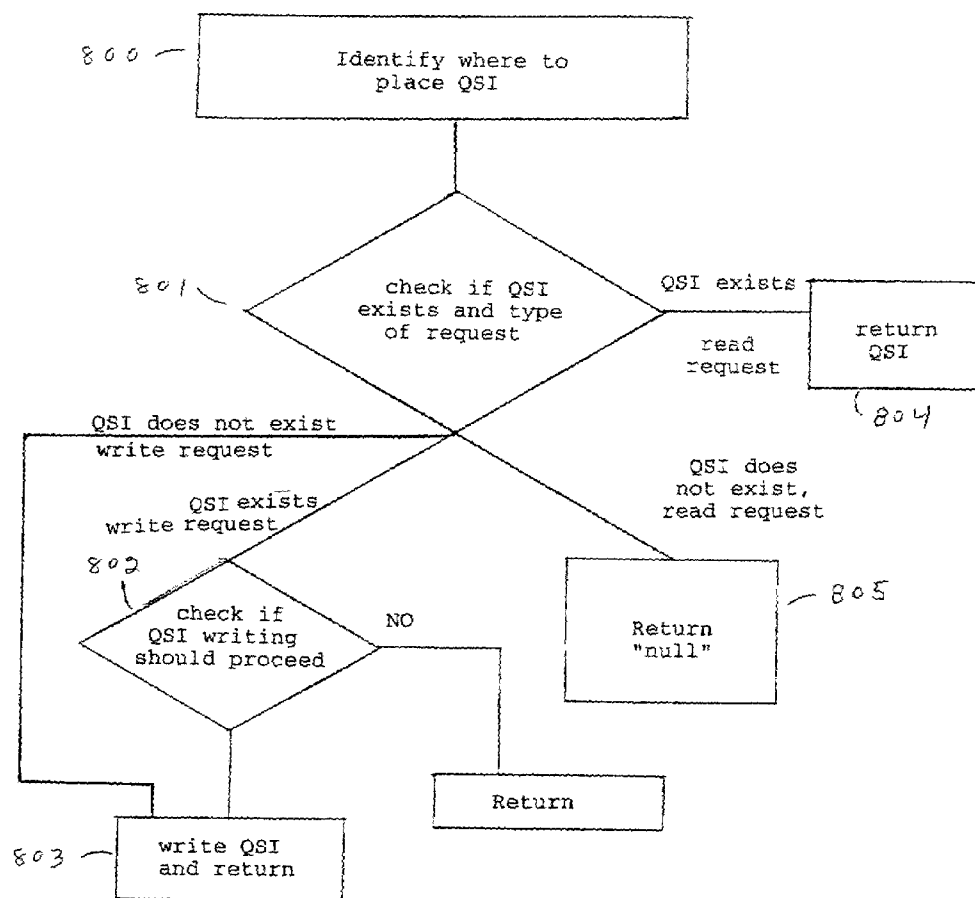 800
Identify where to
place QSI
801
check if QSI
exists and type
of request
QSI exists
read
request
return
QSI
804
QSI does not exist
write request
QSI exists
write request
QSI does
not exist,
read request
802
check if
QSI writing
should proceed
NO
805
Return
"null"
Return
803
write QSI
and return